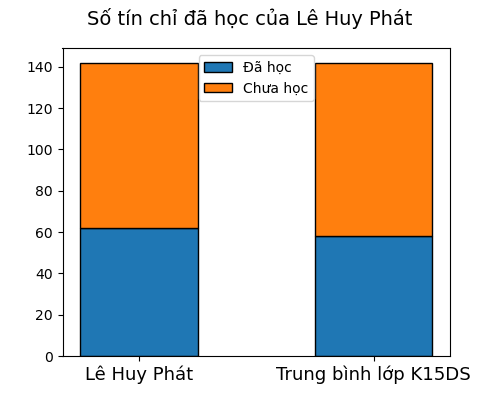 Số tín chỉ đã học của Lê Huy Phát
140
120
100
80
60
40
20
0
Đã học
Chưa học
Lê Huy Phát
Trung bình lớp K15DS